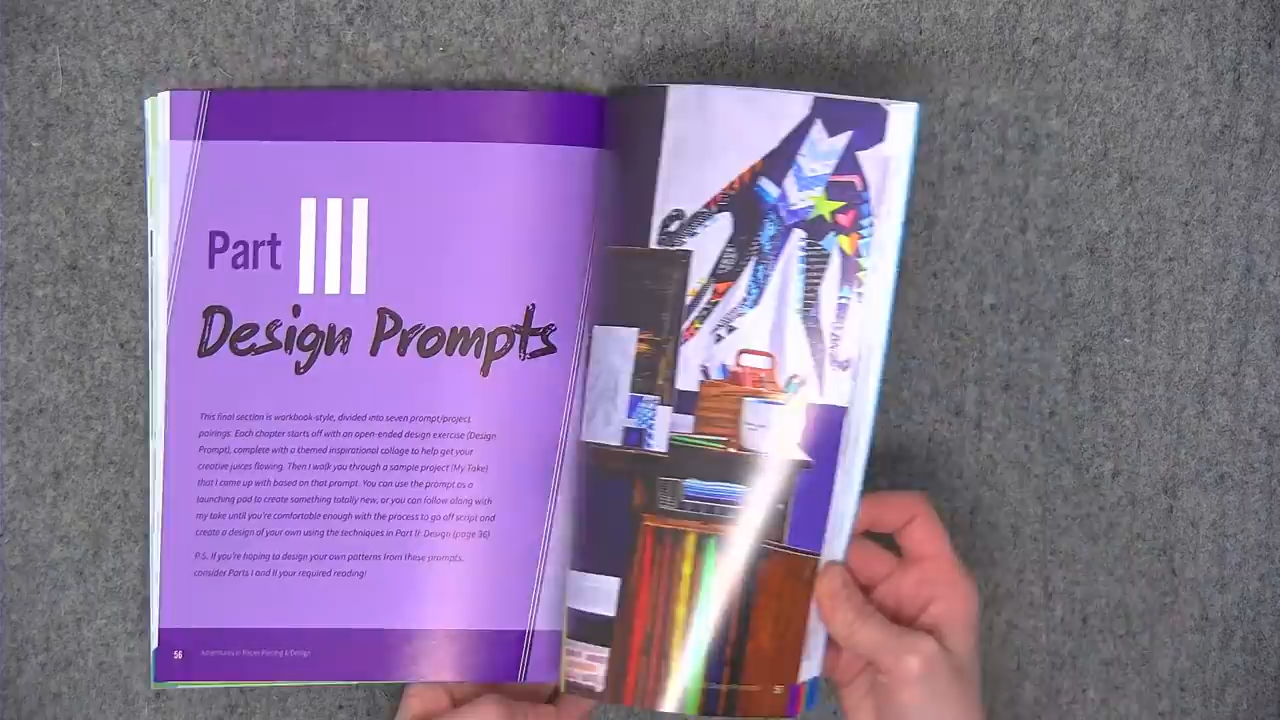 Part III
Design Prompts
This final section is workbook-style, divided into seven prompt/project
pairings. Each chapter starts off with an open-ended design exercise (Design
Prompt), complete with a themed inspirational collage to help get your
creative juices flowing. Then I walk you through a sample project (My Take)
that I came up with based on that prompt. You can use the prompt as a
launching pad to create something totally new, or you can follow along with
my take until you're comfortable enough with the process to go off script and
create a design of your own using the techniques in Part II: Design (page 36).
P.S. If you're hoping to design your own patterns from these prompts,
consider Parts I and II your required reading!
56 Adventures in Paper Piecing & Design